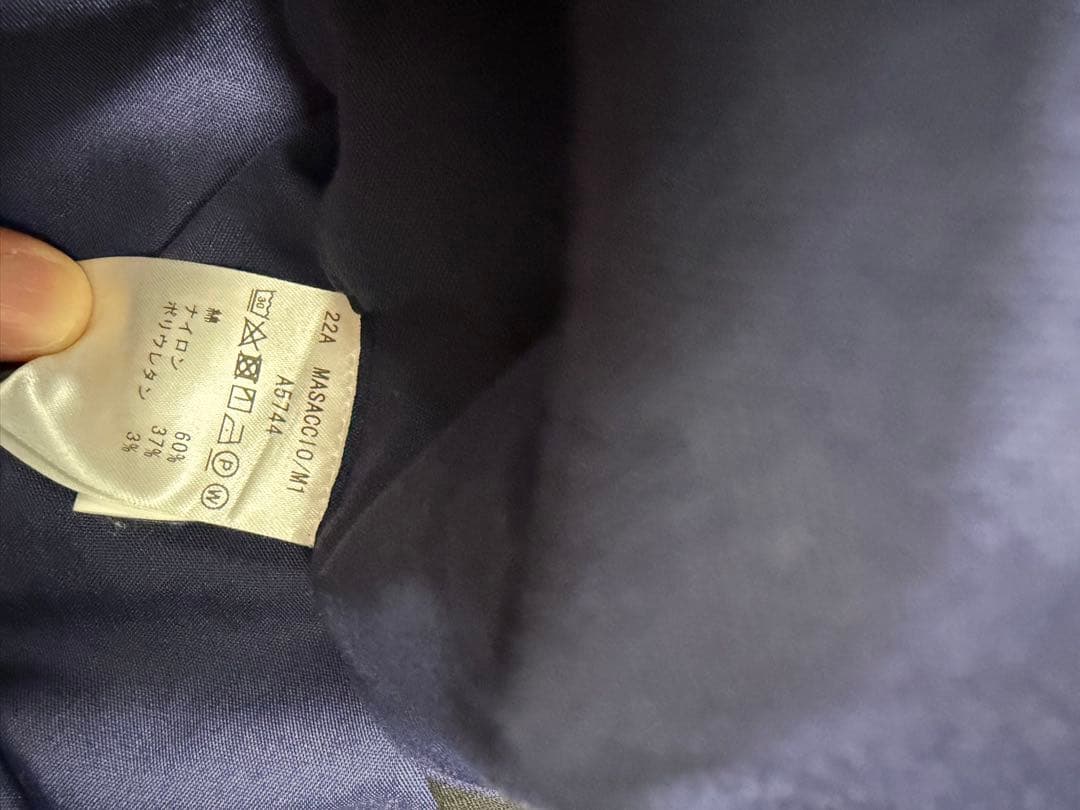 22A MASACCIO/M1
A5744
30
P W
綿 60%
ナイロン 37%
ポリウレタン 3%